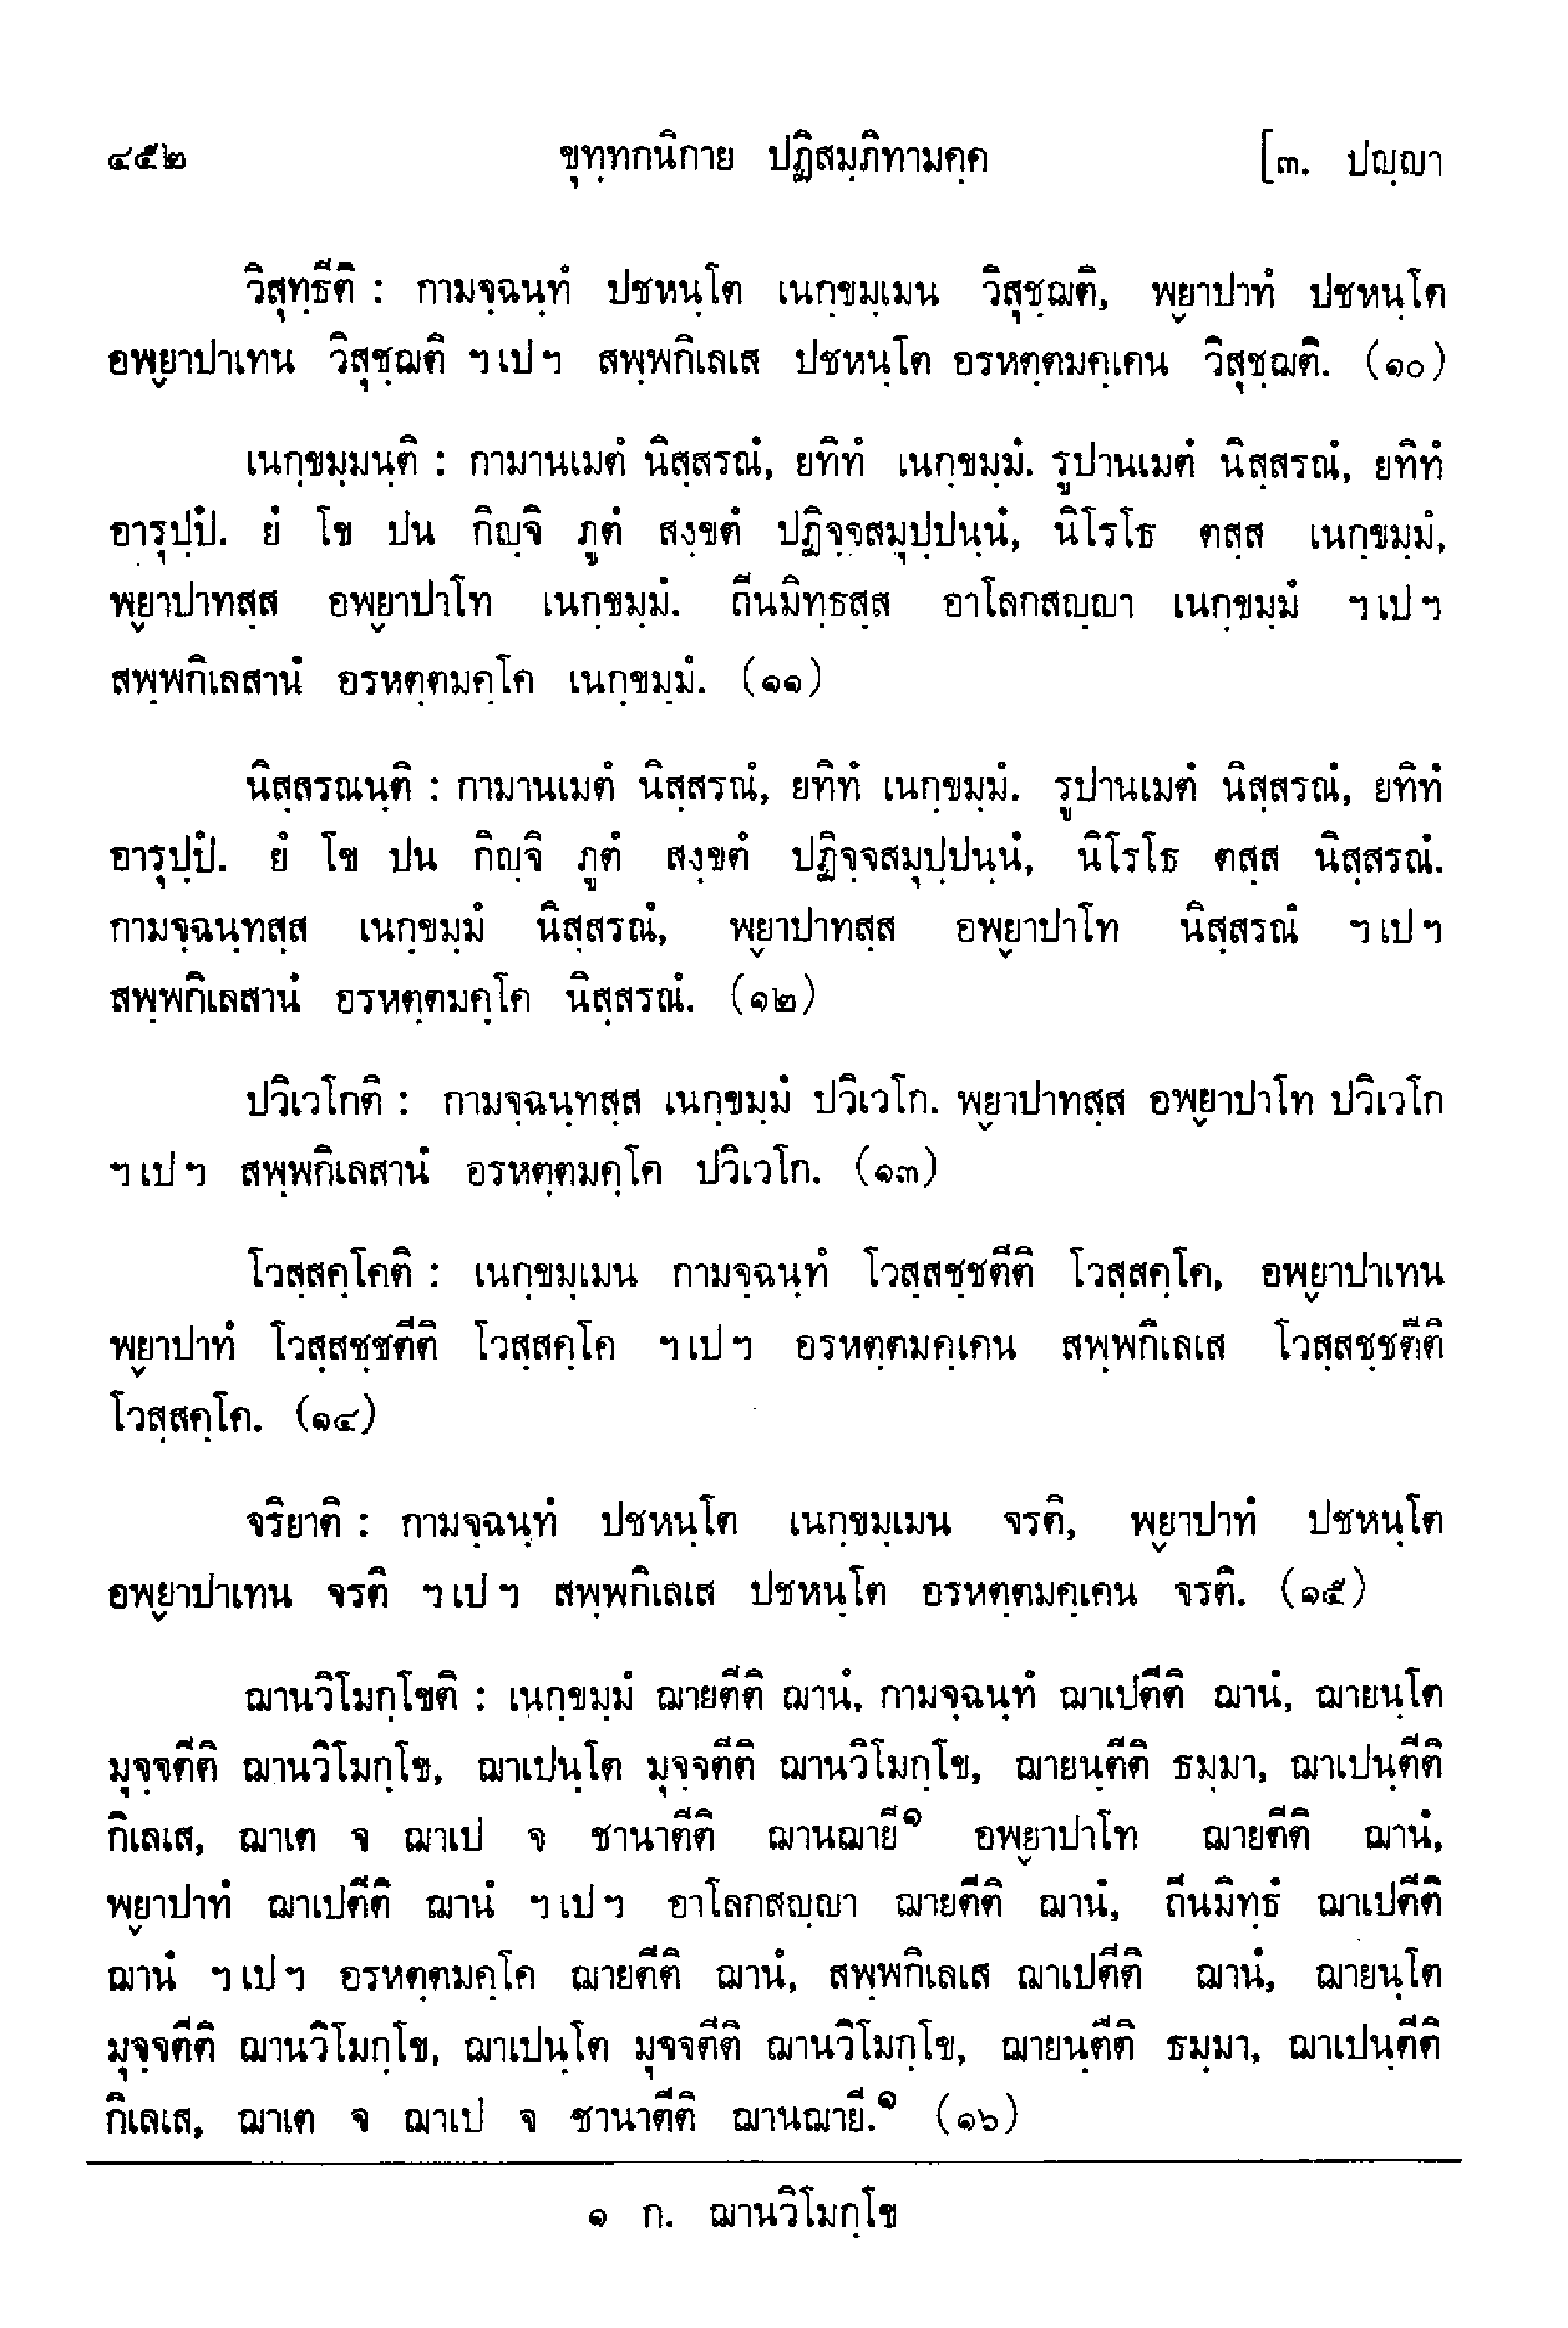 ๔๕๒ ขุทฺทกนิกาย ปฏิสมฺภิทามคฺค [๓. ปญฺญา
วิสุทฺธีติ : กามจฺฉนฺทํ ปชหนฺโต เนกฺขมฺเมน วิสุชฺฌติ, พฺยาปาทํ ปชหนฺโต
อพฺยาปาเทน วิสุชฺฌติ ฯ เป ฯ สพฺพกิเลเส ปชหนฺโต อรหตฺตมคฺเคน วิสุชฺฌติ. (๑๐)
เนกฺขมฺมนฺติ : กามานเมตํ นิสฺสรณํ, ยทิทํ เนกฺขมฺมํ. รูปานเมตํ นิสฺสรณํ, ยทิทํ
อารุปฺปํ. ยํ โข ปน กิญฺจิ ภูตํ สงฺขตํ ปฏิจฺจสมุปฺปนฺนํ, นิโรโธ ตสฺส เนกฺขมฺมํ,
พฺยาปาทสฺส อพฺยาปาโท เนกฺขมฺมํ. ถีนมิทฺธสฺส อาโลกสญฺญา เนกฺขมฺมํ ฯ เป ฯ
สพฺพกิเลสานํ อรหตฺตมคฺโค เนกฺขมฺมํ. (๑๑)
นิสฺสรณนฺติ : กามานเมตํ นิสฺสรณํ, ยทิทํ เนกฺขมฺมํ. รูปานเมตํ นิสฺสรณํ, ยทิทํ
อารุปฺปํ. ยํ โข ปน กิญฺจิ ภูตํ สงฺขตํ ปฏิจฺจสมุปฺปนฺนํ, นิโรโธ ตสฺส นิสฺสรณํ.
กามจฺฉนฺทสฺส เนกฺขมฺมํ นิสฺสรณํ, พฺยาปาทสฺส อพฺยาปาโท นิสฺสรณํ ฯ เป ฯ
สพฺพกิเลสานํ อรหตฺตมคฺโค นิสฺสรณํ. (๑๒)
ปวิเวโกติ : กามจฺฉนฺทสฺส เนกฺขมฺมํ ปวิเวโก. พฺยาปาทสฺส อพฺยาปาโท ปวิเวโก
ฯ เป ฯ สพฺพกิเลสานํ อรหตฺตมคฺโค ปวิเวโก. (๑๓)
โวสฺสคฺโคติ : เนกฺขมฺเมน กามจฺฉนฺทํ โวสฺสชฺชตีติ โวสฺสคฺโค, อพฺยาปาเทน
พฺยาปาทํ โวสฺสชฺชตีติ โวสฺสคฺโค ฯ เป ฯ อรหตฺตมคฺเคน สพฺพกิเลเส โวสฺสชฺชตีติ
โวสฺสคฺโค. (๑๔)
จริยาติ : กามจฺฉนฺทํ ปชหนฺโต เนกฺขมฺเมน จรติ, พฺยาปาทํ ปชหนฺโต
อพฺยาปาเทน จรติ ฯ เป ฯ สพฺพกิเลเส ปชหนฺโต อรหตฺตมคฺเคน จรติ. (๑๕)
ฌานวิโมกฺโขติ : เนกฺขมฺมํ ฌายตีติ ฌานํ, กามจฺฉนฺทํ ฌาเปตีติ ฌานํ, ฌายนฺโต
มุจฺจตีติ ฌานวิโมกฺโข, ฌาเปนฺโต มุจฺจตีติ ฌานวิโมกฺโข, ฌายนฺตีติ ธมฺมา, ฌาเปนฺตีติ
กิเลเส, ฌาเต จ ฌาเป จ ชานาตีติ ฌานฌายี๑ อพฺยาปาโท ฌายตีติ ฌานํ,
พฺยาปาทํ ฌาเปตีติ ฌานํ ฯ เป ฯ อาโลกสญฺญา ฌายตีติ ฌานํ, ถีนมิทฺธํ ฌาเปตีติ
ฌานํ ฯ เป ฯ อรหตฺตมคฺโค ฌายตีติ ฌานํ, สพฺพกิเลเส ฌาเปตีติ ฌานํ, ฌายนฺโต
มุจฺจตีติ ฌานวิโมกฺโข, ฌาเปนฺโต มุจจตีติ ฌานวิโมกฺโข, ฌายนฺตีติ ธมฺมา, ฌาเปนฺตีติ
กิเลเส, ฌาเต จ ฌาเป จ ชานาตีติ ฌานฌายี.๑ (๑๖)
๑ ก. ฌานวิโมกฺโข